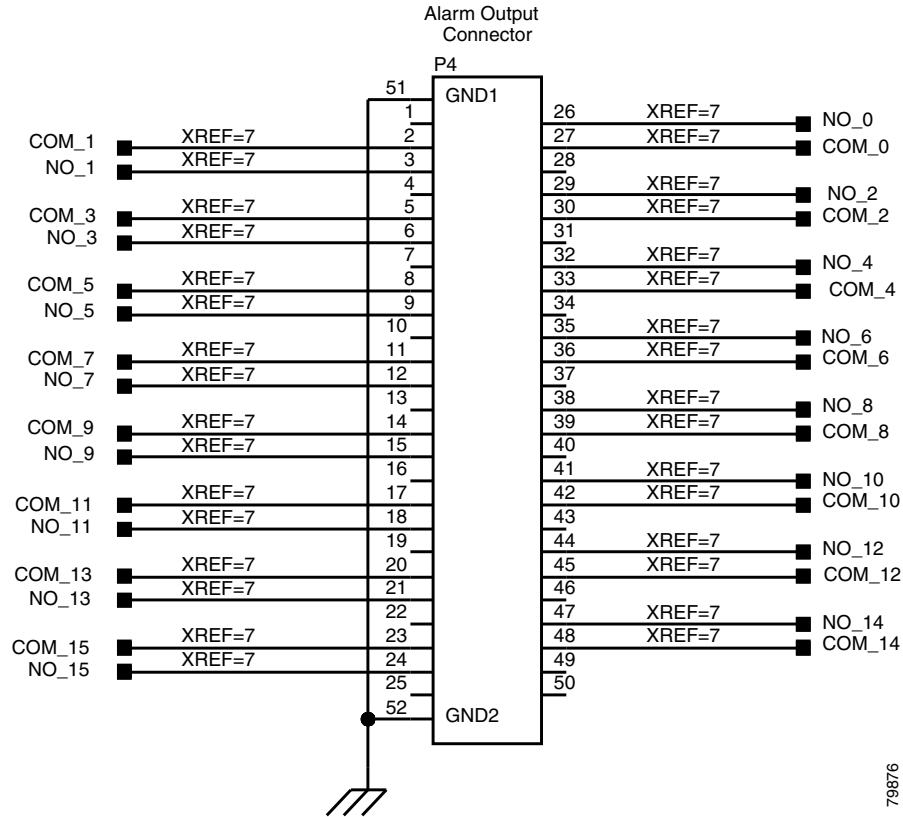 Alarm Output
Connector
P4
51 GND1
1 26 XREF=7 NO_0
COM_1 XREF=7 2 27 XREF=7 COM_0
NO_1 XREF=7 3 28
4 29 XREF=7 NO_2
COM_3 XREF=7 5 30 XREF=7 COM_2
NO_3 XREF=7 6 31
7 32 XREF=7 NO_4
COM_5 XREF=7 8 33 XREF=7 COM_4
NO_5 XREF=7 9 34
10 35 XREF=7 NO_6
COM_7 XREF=7 11 36 XREF=7 COM_6
NO_7 XREF=7 12 37
13 38 XREF=7 NO_8
COM_9 XREF=7 14 39 XREF=7 COM_8
NO_9 XREF=7 15 40
16 41 XREF=7 NO_10
COM_11 XREF=7 17 42 XREF=7 COM_10
NO_11 XREF=7 18 43
19 44 XREF=7 NO_12
COM_13 XREF=7 20 45 XREF=7 COM_12
NO_13 XREF=7 21 46
22 47 XREF=7 NO_14
COM_15 XREF=7 23 48 XREF=7 COM_14
NO_15 XREF=7 24 49
25 50
52 GND2
79876